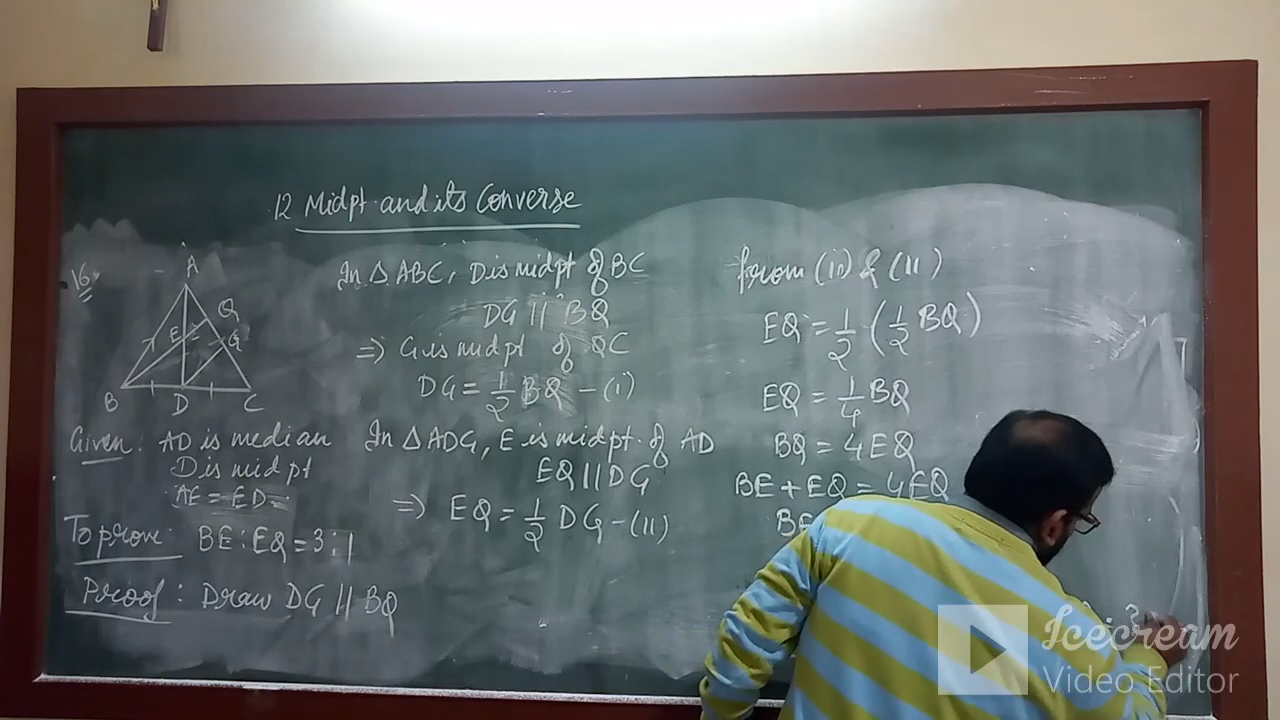 12 Midpt. and its Converse
16.
A
Q
E
G
B
D
C
Given: AD is median
D is midpt
AE = ED
To prove: BE:EQ = 3:1
Proof: Draw DG // BQ
In △ABC, D is midpt of BC
DG // BQ
⇒ G is midpt of QC
DG = 1/2 BQ - (i)
In △ADG, E is midpt. of AD
EQ // DG
⇒ EQ = 1/2 DG - (II)
from (i) & (II)
EQ = 1/2 (1/2 BQ)
EQ = 1/4 BQ
BQ = 4EQ
BE + EQ = 4EQ
BE
: 3
Icecream
Video Editor